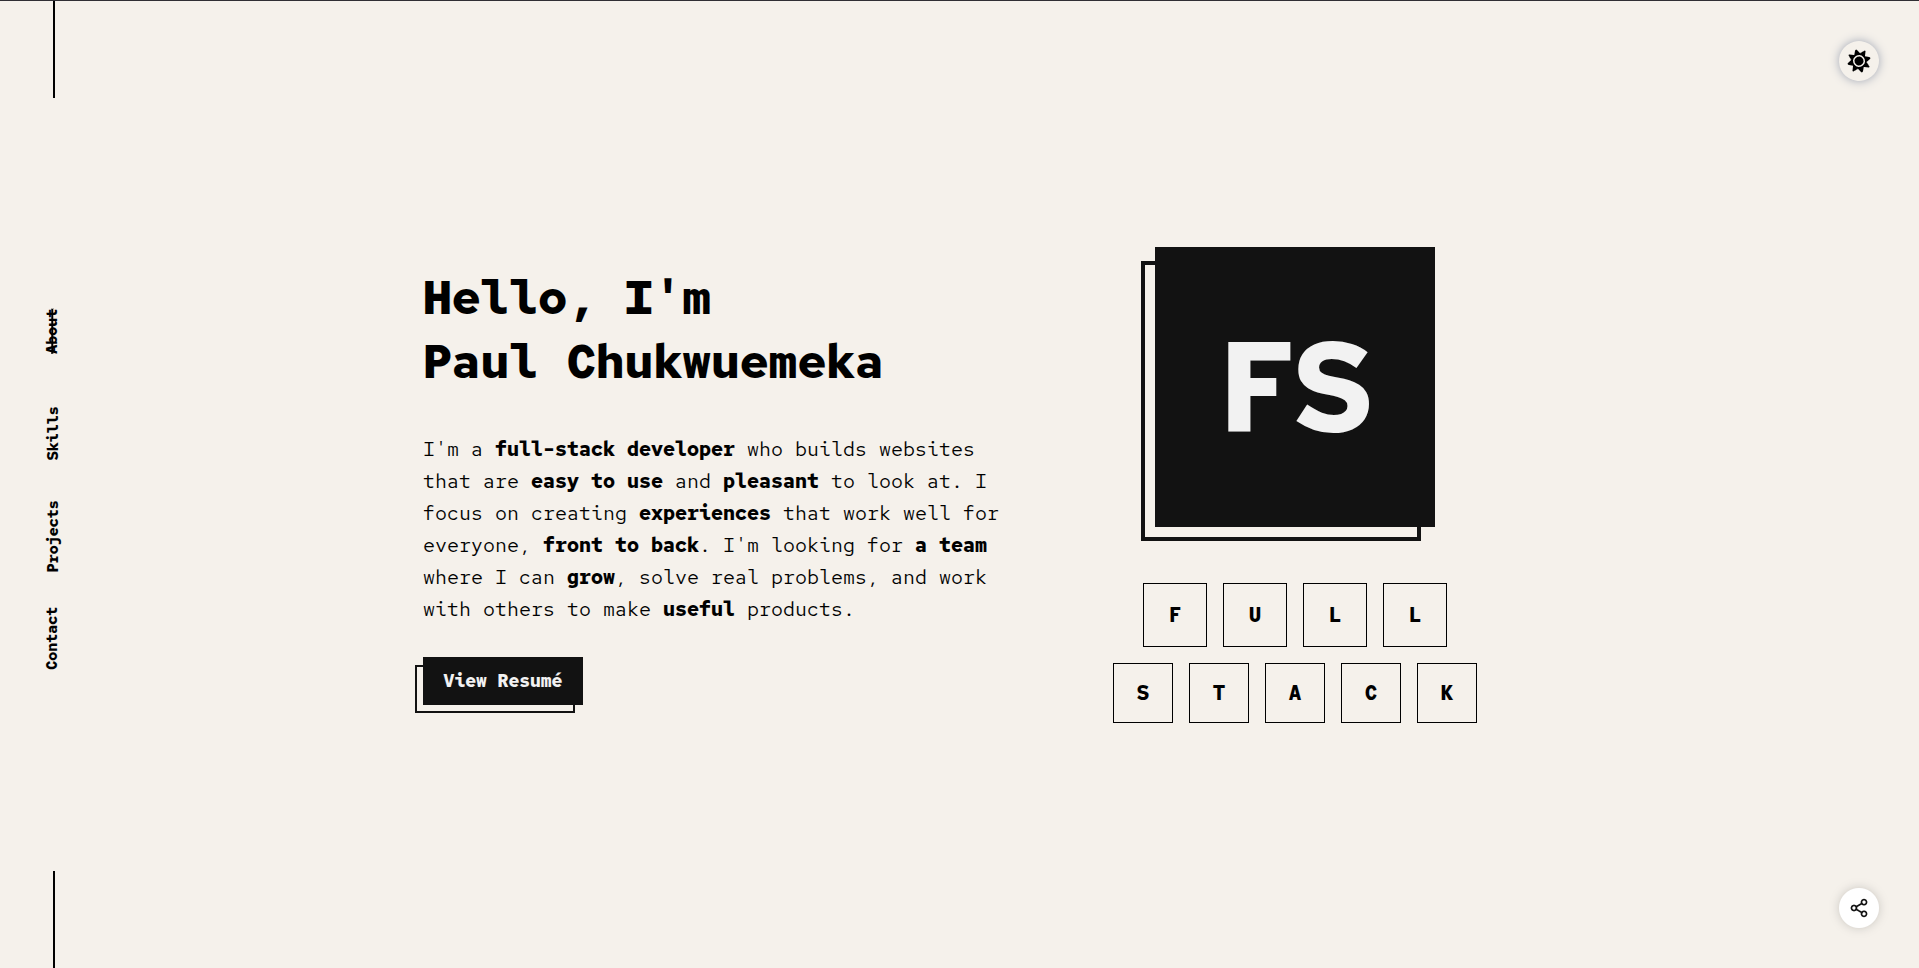 About
Skills
Projects
Contact
Hello, I'm
Paul Chukwuemeka
I'm a full-stack developer who builds websites
that are easy to use and pleasant to look at. I
focus on creating experiences that work well for
everyone, front to back. I'm looking for a team
where I can grow, solve real problems, and work
with others to make useful products.
View Resumé
FS
F U L L
S T A C K